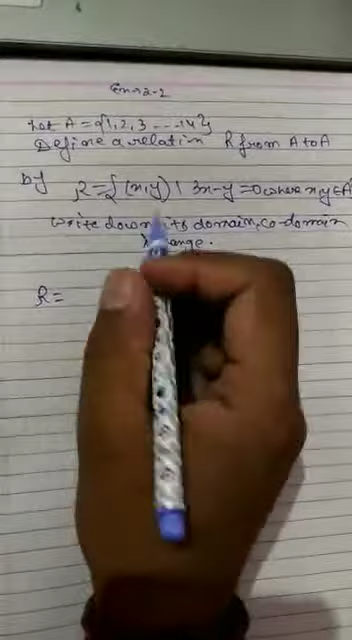 Ex-2.2
Let A = {1, 2, 3 ... 14}
Define a relation R from A to A
by R = { (x, y) | 3x-y = 0 where x, y ∈ A
write down its domain, co-domain
range.
R =